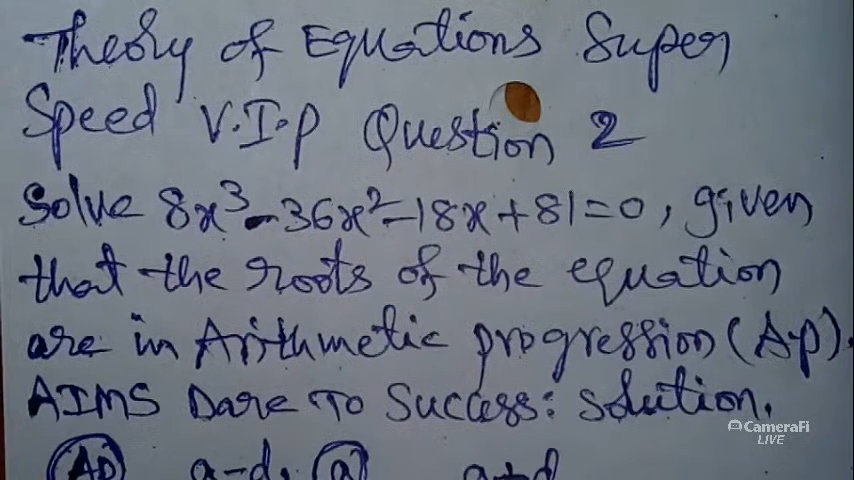 Theory of Equations Super
Speed V.I.P Question 2
Solve 8x³-36x²-18x+81=0, given
that the roots of the equation
are in Arithmetic progression (A.P).
AIMS Dare To Success: Solution.
CameraFi
LIVE
AP a-d, a a+d